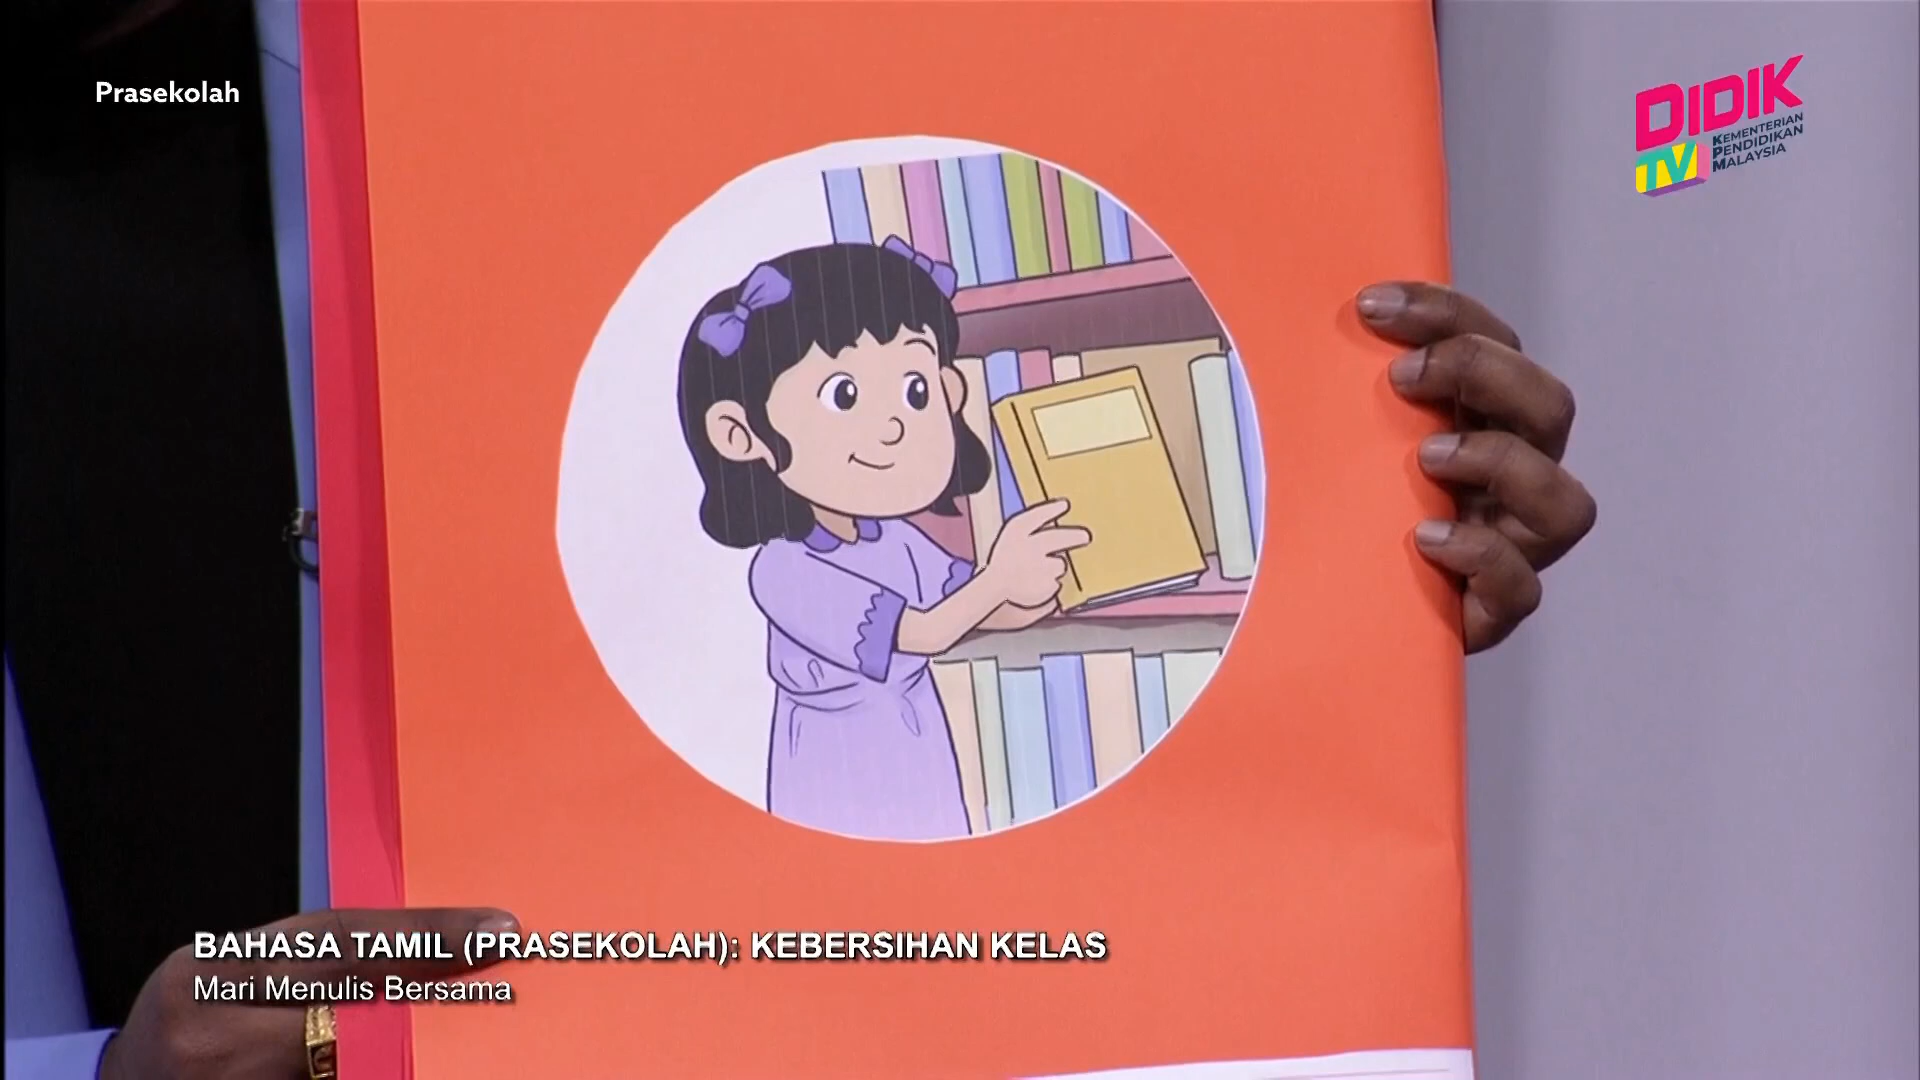 Prasekolah
DIDIK
TV
KEMENTERIAN
PENDIDIKAN
MALAYSIA
BAHASA TAMIL (PRASEKOLAH): KEBERSIHAN KELAS
Mari Menulis Bersama